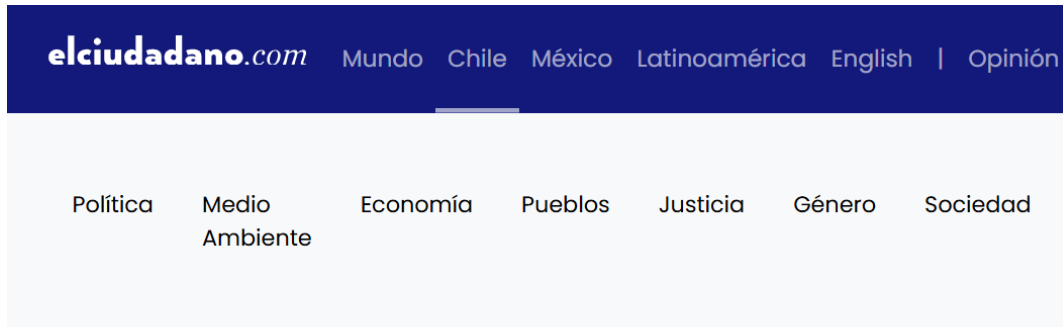 elciudadano.com Mundo Chile México Latinoamérica English | Opinión
Política Medio Ambiente Economía Pueblos Justicia Género Sociedad